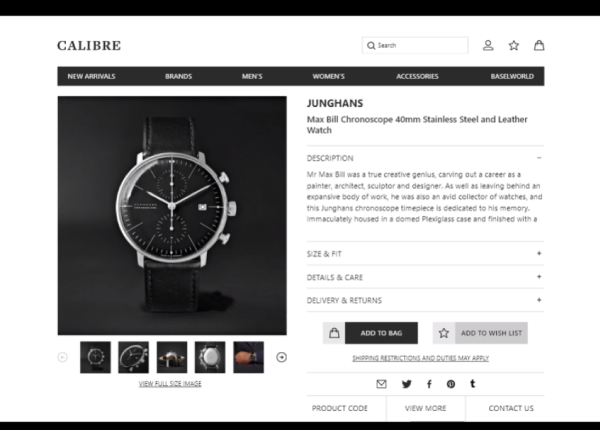 CALIBRE
Search
NEW ARRIVALS BRANDS MEN'S WOMEN'S ACCESSORIES BASELWORLD
JUNGHANS
Max Bill Chronoscope 40mm Stainless Steel and Leather
Watch
DESCRIPTION −
Mr Max Bill was a true creative genius, carving out a career as a
painter, architect, sculptor and designer. As well as leaving behind an
expansive body of work, he was also an avid collector of watches, and
this Junghans chronoscope timepiece is dedicated to his memory.
Immaculately housed in a domed Plexiglass case and finished with a
SIZE & FIT +
DETAILS & CARE +
DELIVERY & RETURNS +
ADD TO BAG ADD TO WISH LIST
SHIPPING RESTRICTIONS AND DUTIES MAY APPLY
VIEW FULL SIZE IMAGE
PRODUCT CODE VIEW MORE CONTACT US